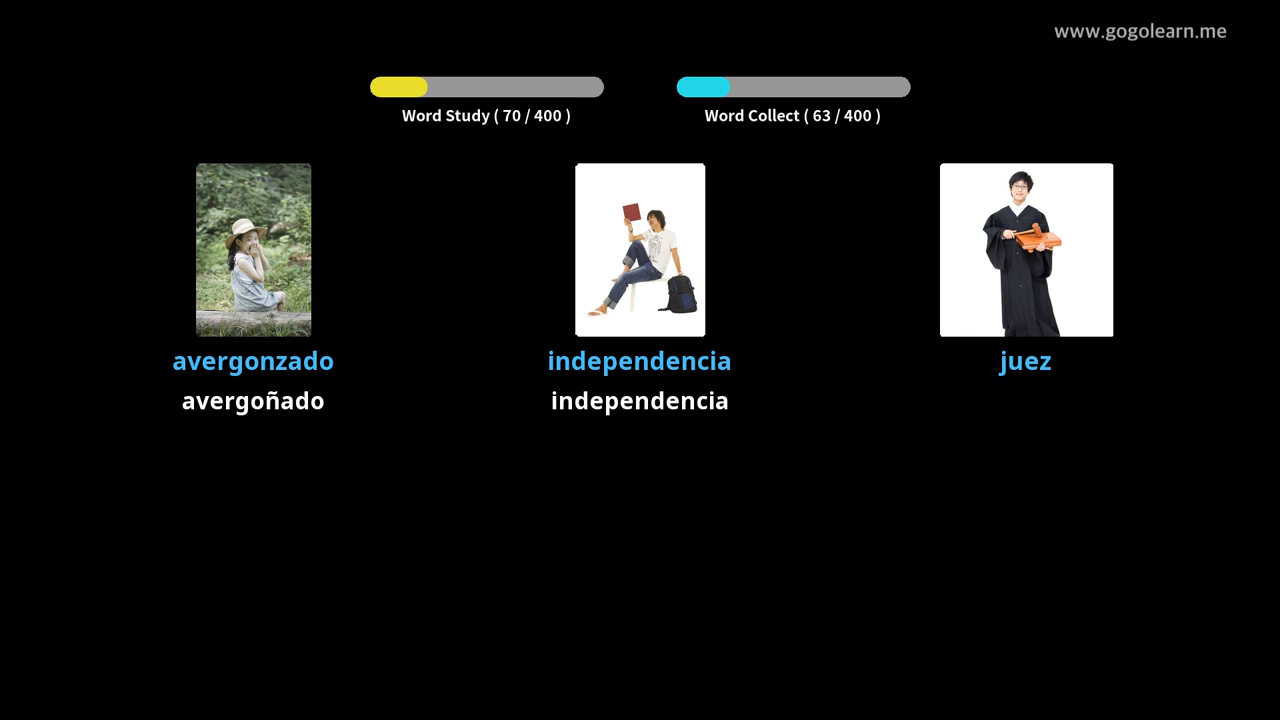 www.gogolearn.me
Word Study ( 70 / 400 )
Word Collect ( 63 / 400 )
avergonzado
independencia
juez
avergoñado
independencia